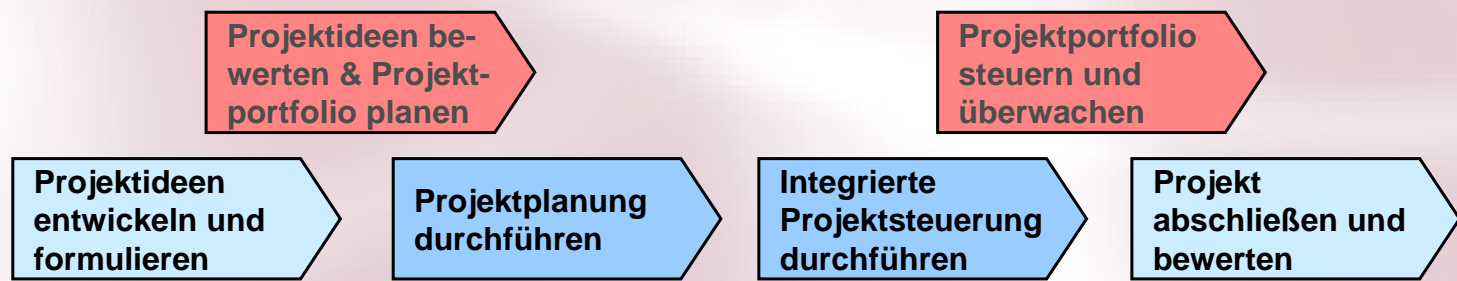 Projektideen be-
werten & Projekt-
portfolio planen
Projektportfolio
steuern und
überwachen
Projektideen
entwickeln und
formulieren
Projektplanung
durchführen
Integrierte
Projektsteuerung
durchführen
Projekt
abschließen und
bewerten